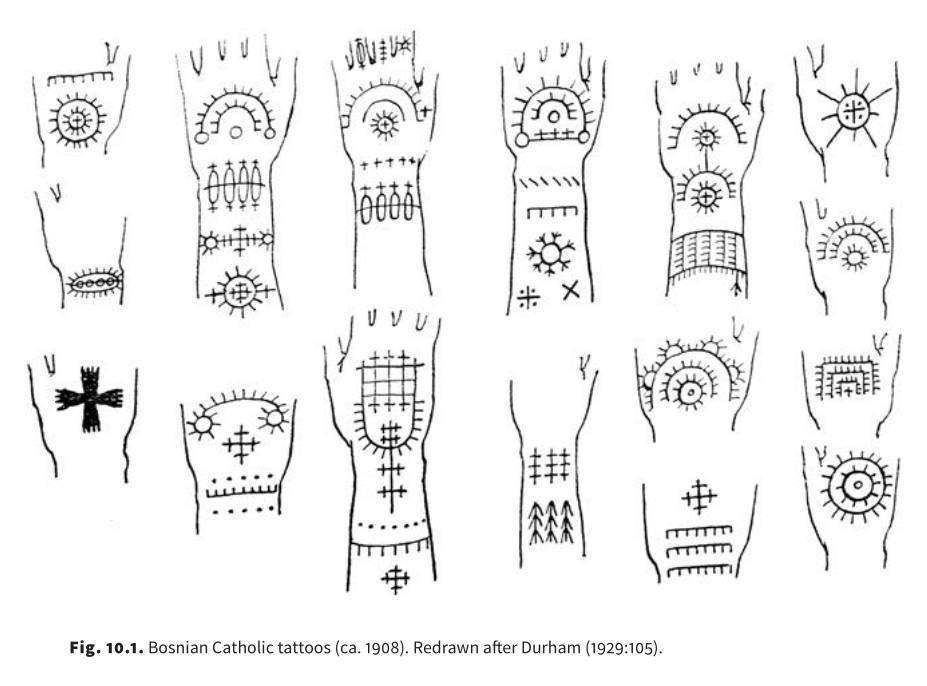 Fig. 10.1. Bosnian Catholic tattoos (ca. 1908). Redrawn after Durham (1929:105).